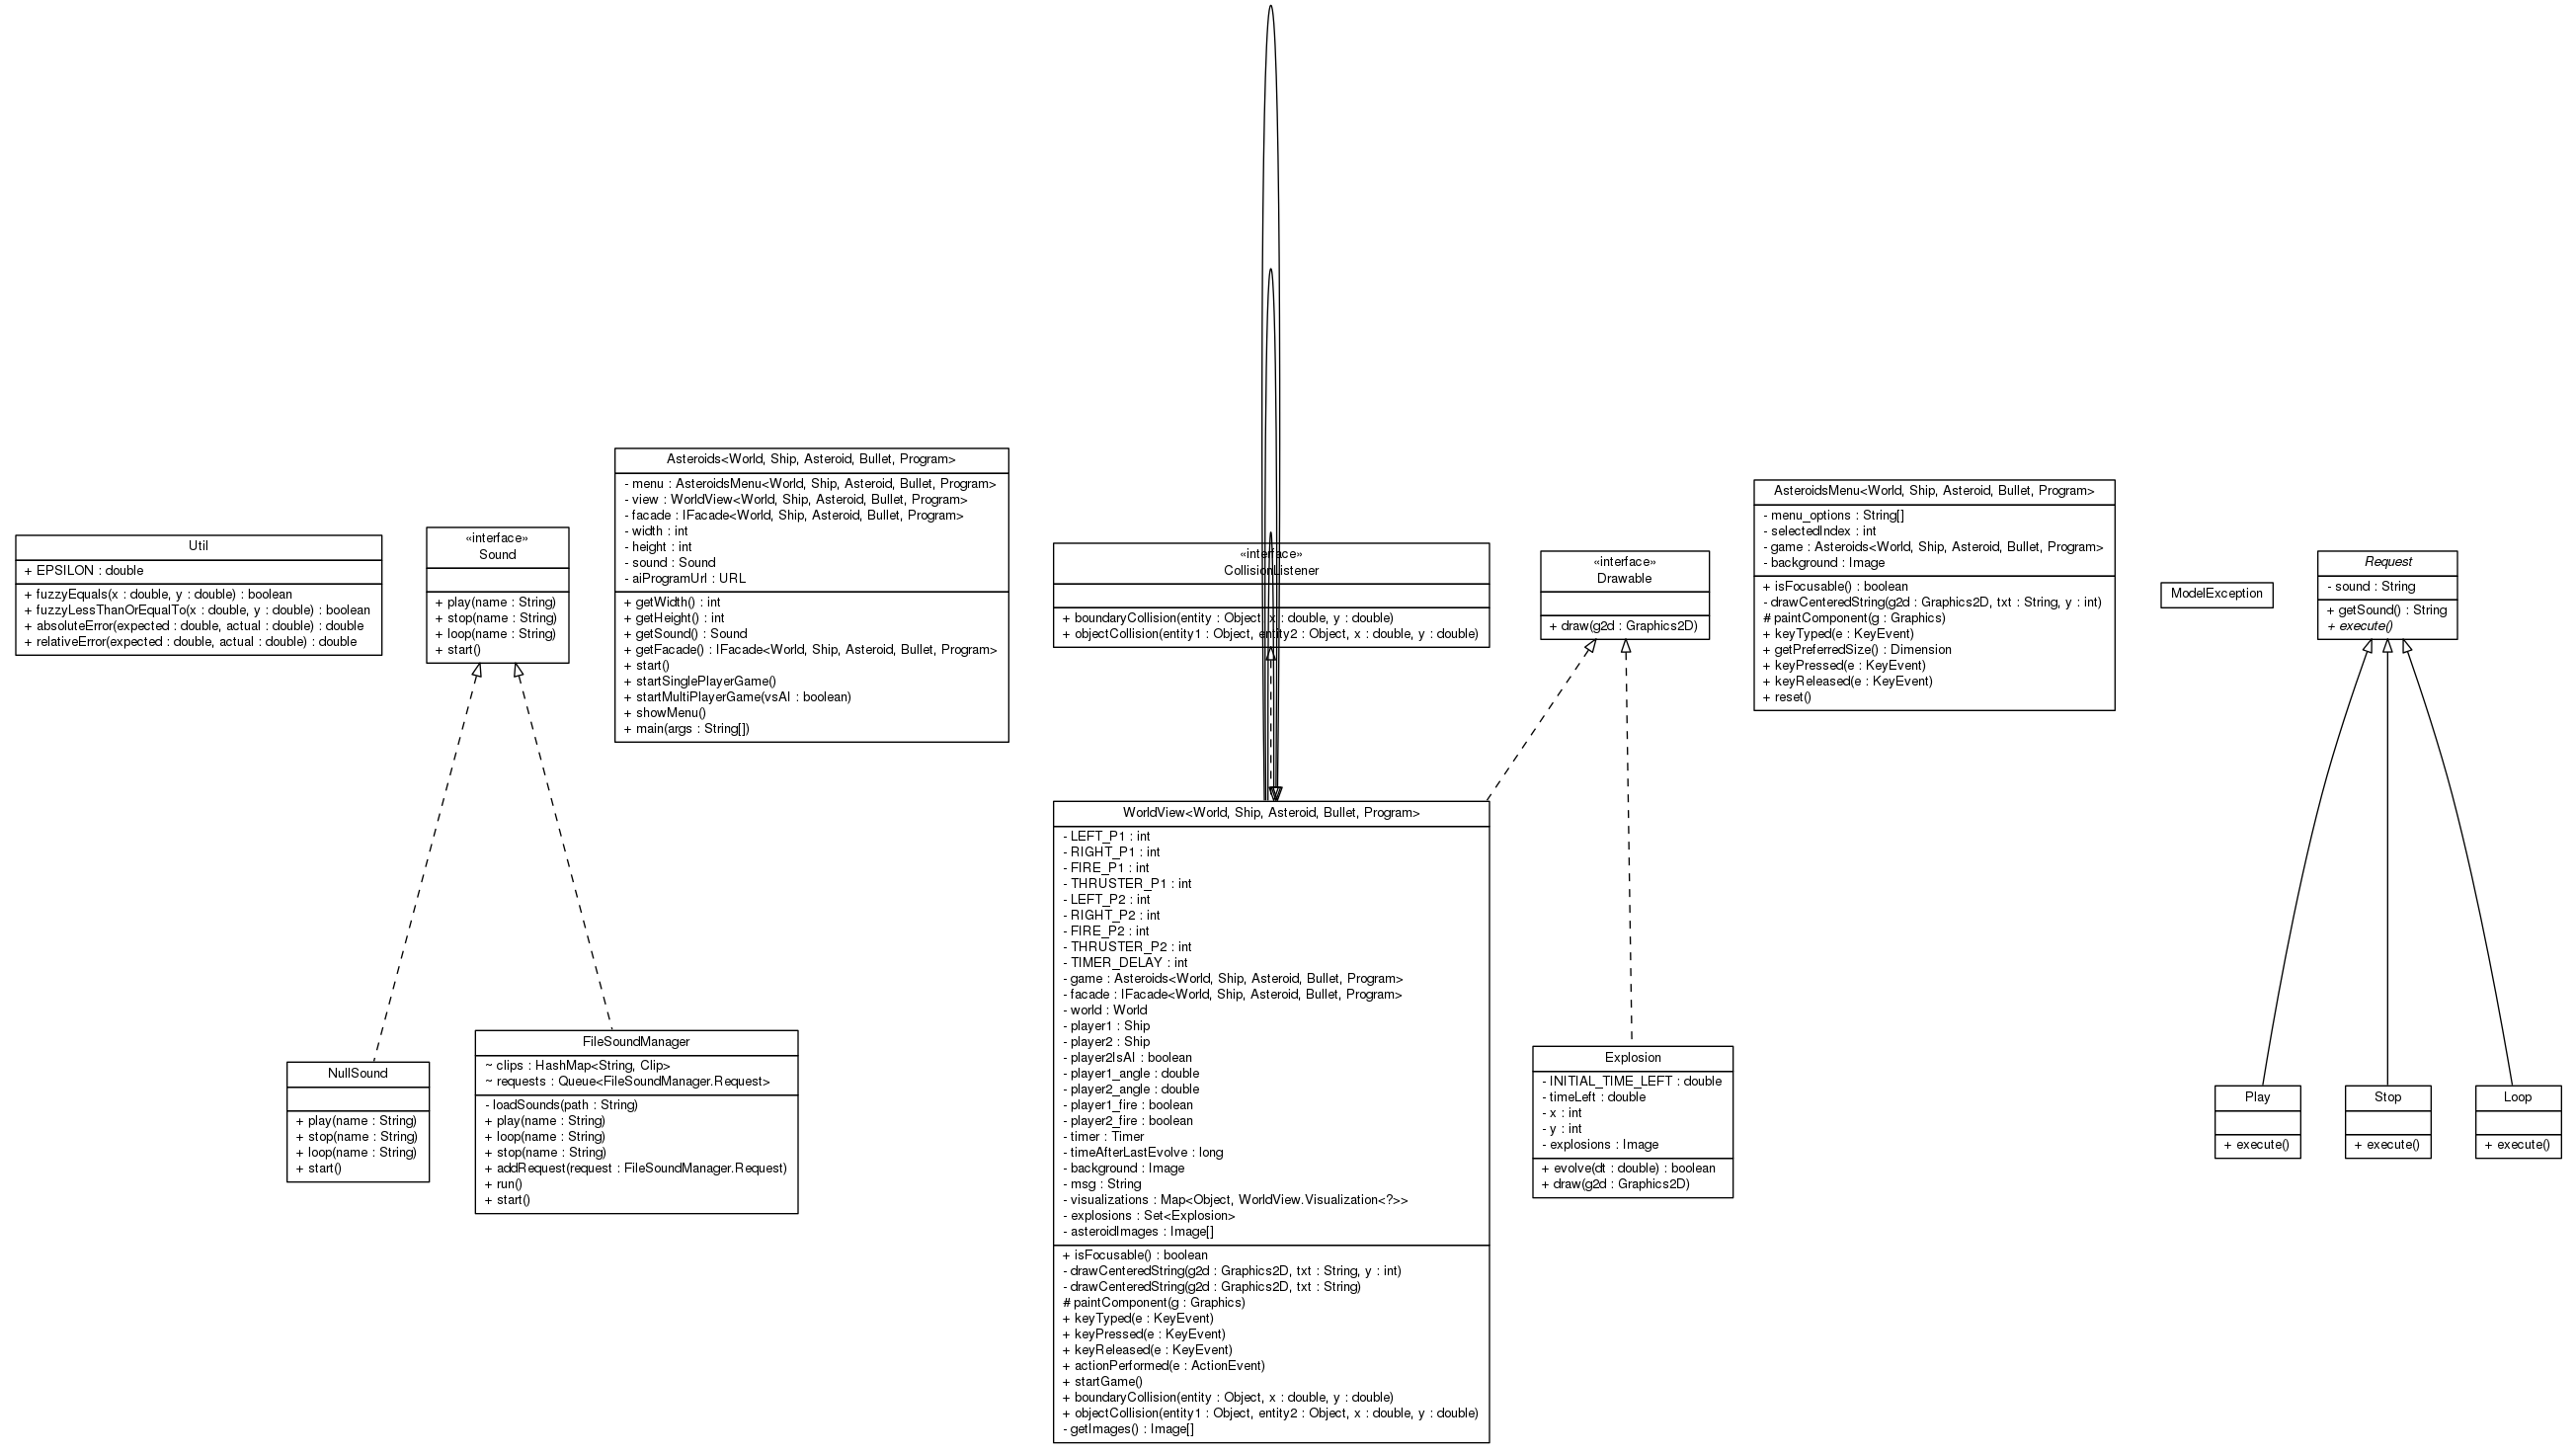 Util
+ EPSILON : double
+ fuzzyEquals(x : double, y : double) : boolean
+ fuzzyLessThanOrEqualTo(x : double, y : double) : boolean
+ absoluteError(expected : double, actual : double) : double
+ relativeError(expected : double, actual : double) : double
«interface»
Sound
+ play(name : String)
+ stop(name : String)
+ loop(name : String)
+ start()
Asteroids<World, Ship, Asteroid, Bullet, Program>
- menu : AsteroidsMenu<World, Ship, Asteroid, Bullet, Program>
- view : WorldView<World, Ship, Asteroid, Bullet, Program>
- facade : IFacade<World, Ship, Asteroid, Bullet, Program>
- width : int
- height : int
- sound : Sound
- aiProgramUrl : URL
+ getWidth() : int
+ getHeight() : int
+ getSound() : Sound
+ getFacade() : IFacade<World, Ship, Asteroid, Bullet, Program>
+ start()
+ startSinglePlayerGame()
+ startMultiPlayerGame(vsAI : boolean)
+ showMenu()
+ main(args : String[])
«interface»
CollisionListener
+ boundaryCollision(entity : Object, x : double, y : double)
+ objectCollision(entity1 : Object, entity2 : Object, x : double, y : double)
«interface»
Drawable
+ draw(g2d : Graphics2D)
AsteroidsMenu<World, Ship, Asteroid, Bullet, Program>
- menu_options : String[]
- selectedIndex : int
- game : Asteroids<World, Ship, Asteroid, Bullet, Program>
- background : Image
+ isFocusable() : boolean
- drawCenteredString(g2d : Graphics2D, txt : String, y : int)
# paintComponent(g : Graphics)
+ keyTyped(e : KeyEvent)
+ getPreferredSize() : Dimension
+ keyPressed(e : KeyEvent)
+ keyReleased(e : KeyEvent)
+ reset()
ModelException
Request
- sound : String
+ getSound() : String
+ execute()
NullSound
+ play(name : String)
+ stop(name : String)
+ loop(name : String)
+ start()
FileSoundManager
~ clips : HashMap<String, Clip>
~ requests : Queue<FileSoundManager.Request>
- loadSounds(path : String)
+ play(name : String)
+ loop(name : String)
+ stop(name : String)
+ addRequest(request : FileSoundManager.Request)
+ run()
+ start()
WorldView<World, Ship, Asteroid, Bullet, Program>
- LEFT_P1 : int
- RIGHT_P1 : int
- FIRE_P1 : int
- THRUSTER_P1 : int
- LEFT_P2 : int
- RIGHT_P2 : int
- FIRE_P2 : int
- THRUSTER_P2 : int
- TIMER_DELAY : int
- game : Asteroids<World, Ship, Asteroid, Bullet, Program>
- facade : IFacade<World, Ship, Asteroid, Bullet, Program>
- world : World
- player1 : Ship
- player2 : Ship
- player2IsAI : boolean
- player1_angle : double
- player2_angle : double
- player1_fire : boolean
- player2_fire : boolean
- timer : Timer
- timeAfterLastEvolve : long
- background : Image
- msg : String
- visualizations : Map<Object, WorldView.Visualization<?>>
- explosions : Set<Explosion>
- asteroidImages : Image[]
+ isFocusable() : boolean
- drawCenteredString(g2d : Graphics2D, txt : String, y : int)
- drawCenteredString(g2d : Graphics2D, txt : String)
# paintComponent(g : Graphics)
+ keyTyped(e : KeyEvent)
+ keyPressed(e : KeyEvent)
+ keyReleased(e : KeyEvent)
+ actionPerformed(e : ActionEvent)
+ startGame()
+ boundaryCollision(entity : Object, x : double, y : double)
+ objectCollision(entity1 : Object, entity2 : Object, x : double, y : double)
- getImages() : Image[]
Explosion
- INITIAL_TIME_LEFT : double
- timeLeft : double
- x : int
- y : int
- explosions : Image
+ evolve(dt : double) : boolean
+ draw(g2d : Graphics2D)
Play
+ execute()
Stop
+ execute()
Loop
+ execute()